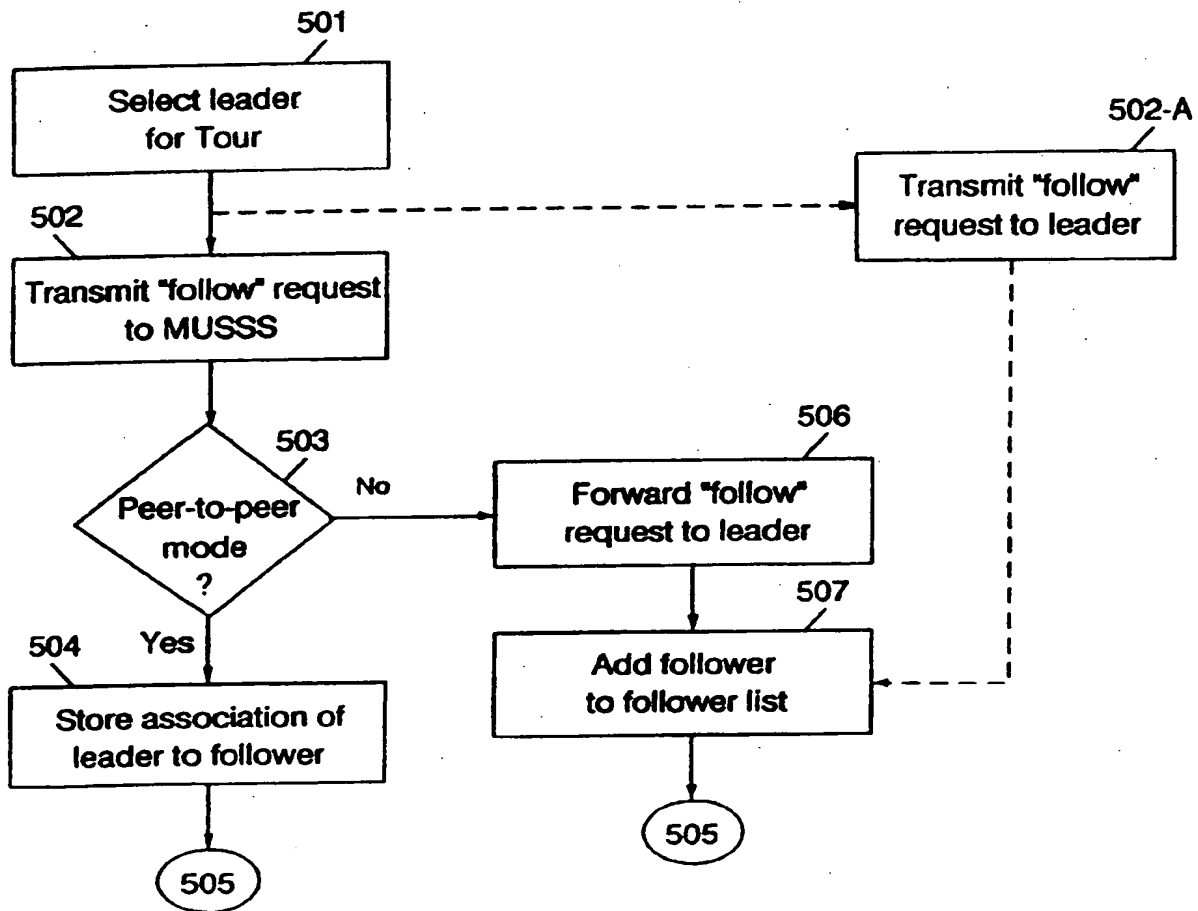 501
Select leader
for Tour
502-A
Transmit "follow"
request to leader
502
Transmit "follow" request
to MUSSS
503
Peer-to-peer
mode
?
No
Yes
506
Forward "follow"
request to leader
507
Add follower
to follower list
504
Store association of
leader to follower
505
505